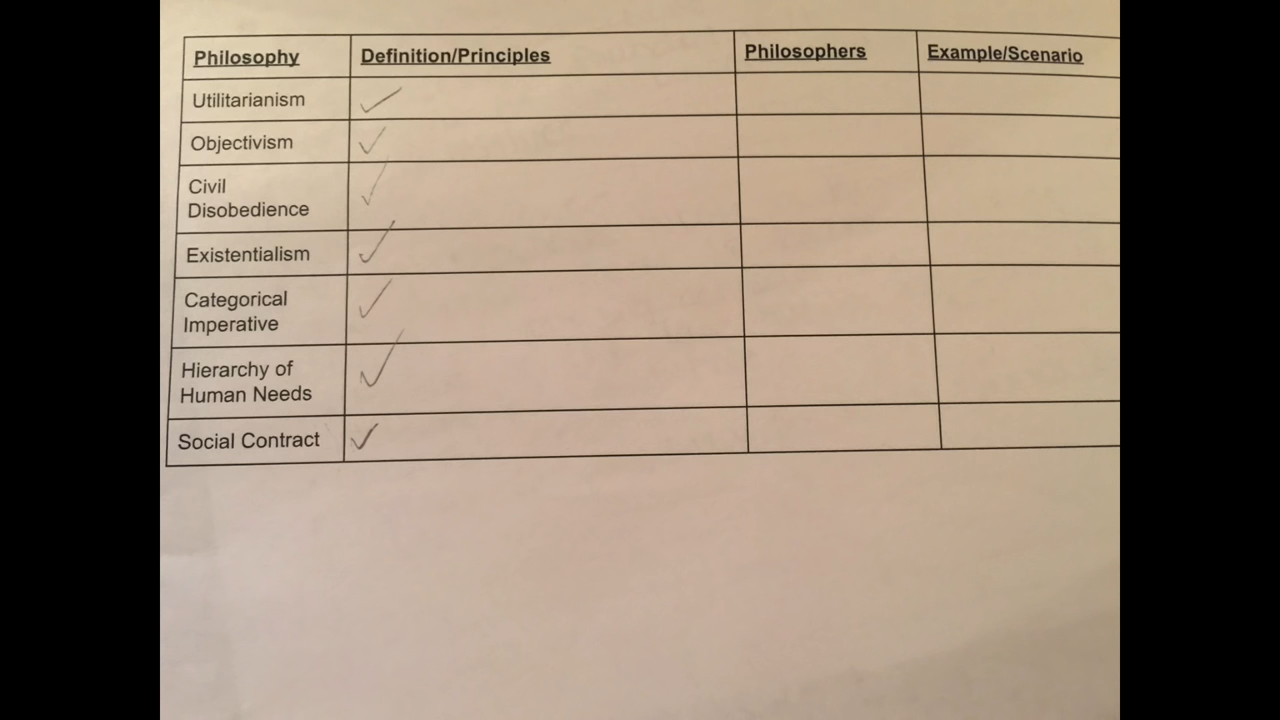 Philosophy Definition/Principles Philosophers Example/Scenario
Utilitarianism
Objectivism
Civil
Disobedience
Existentialism
Categorical
Imperative
Hierarchy of
Human Needs
Social Contract